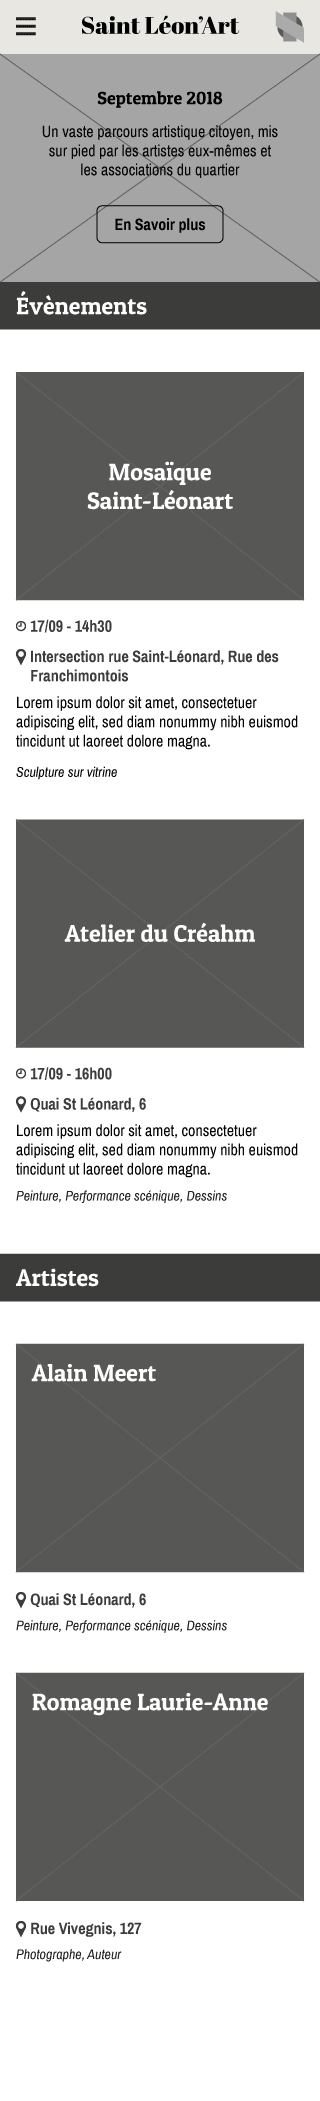 Saint Léon’Art
Septembre 2018
Un vaste parcours artistique citoyen, mis
sur pied par les artistes eux-mêmes et
les associations du quartier
En Savoir plus
Évènements
Mosaïque
Saint-Léonart
17/09 - 14h30
Intersection rue Saint-Léonard, Rue des
Franchimontois
Lorem ipsum dolor sit amet, consectetuer
adipiscing elit, sed diam nonummy nibh euismod
tincidunt ut laoreet dolore magna.
Sculpture sur vitrine
Atelier du Créahm
17/09 - 16h00
Quai St Léonard, 6
Lorem ipsum dolor sit amet, consectetuer
adipiscing elit, sed diam nonummy nibh euismod
tincidunt ut laoreet dolore magna.
Peinture, Performance scénique, Dessins
Artistes
Alain Meert
Quai St Léonard, 6
Peinture, Performance scénique, Dessins
Romagne Laurie-Anne
Rue Vivegnis, 127
Photographe, Auteur